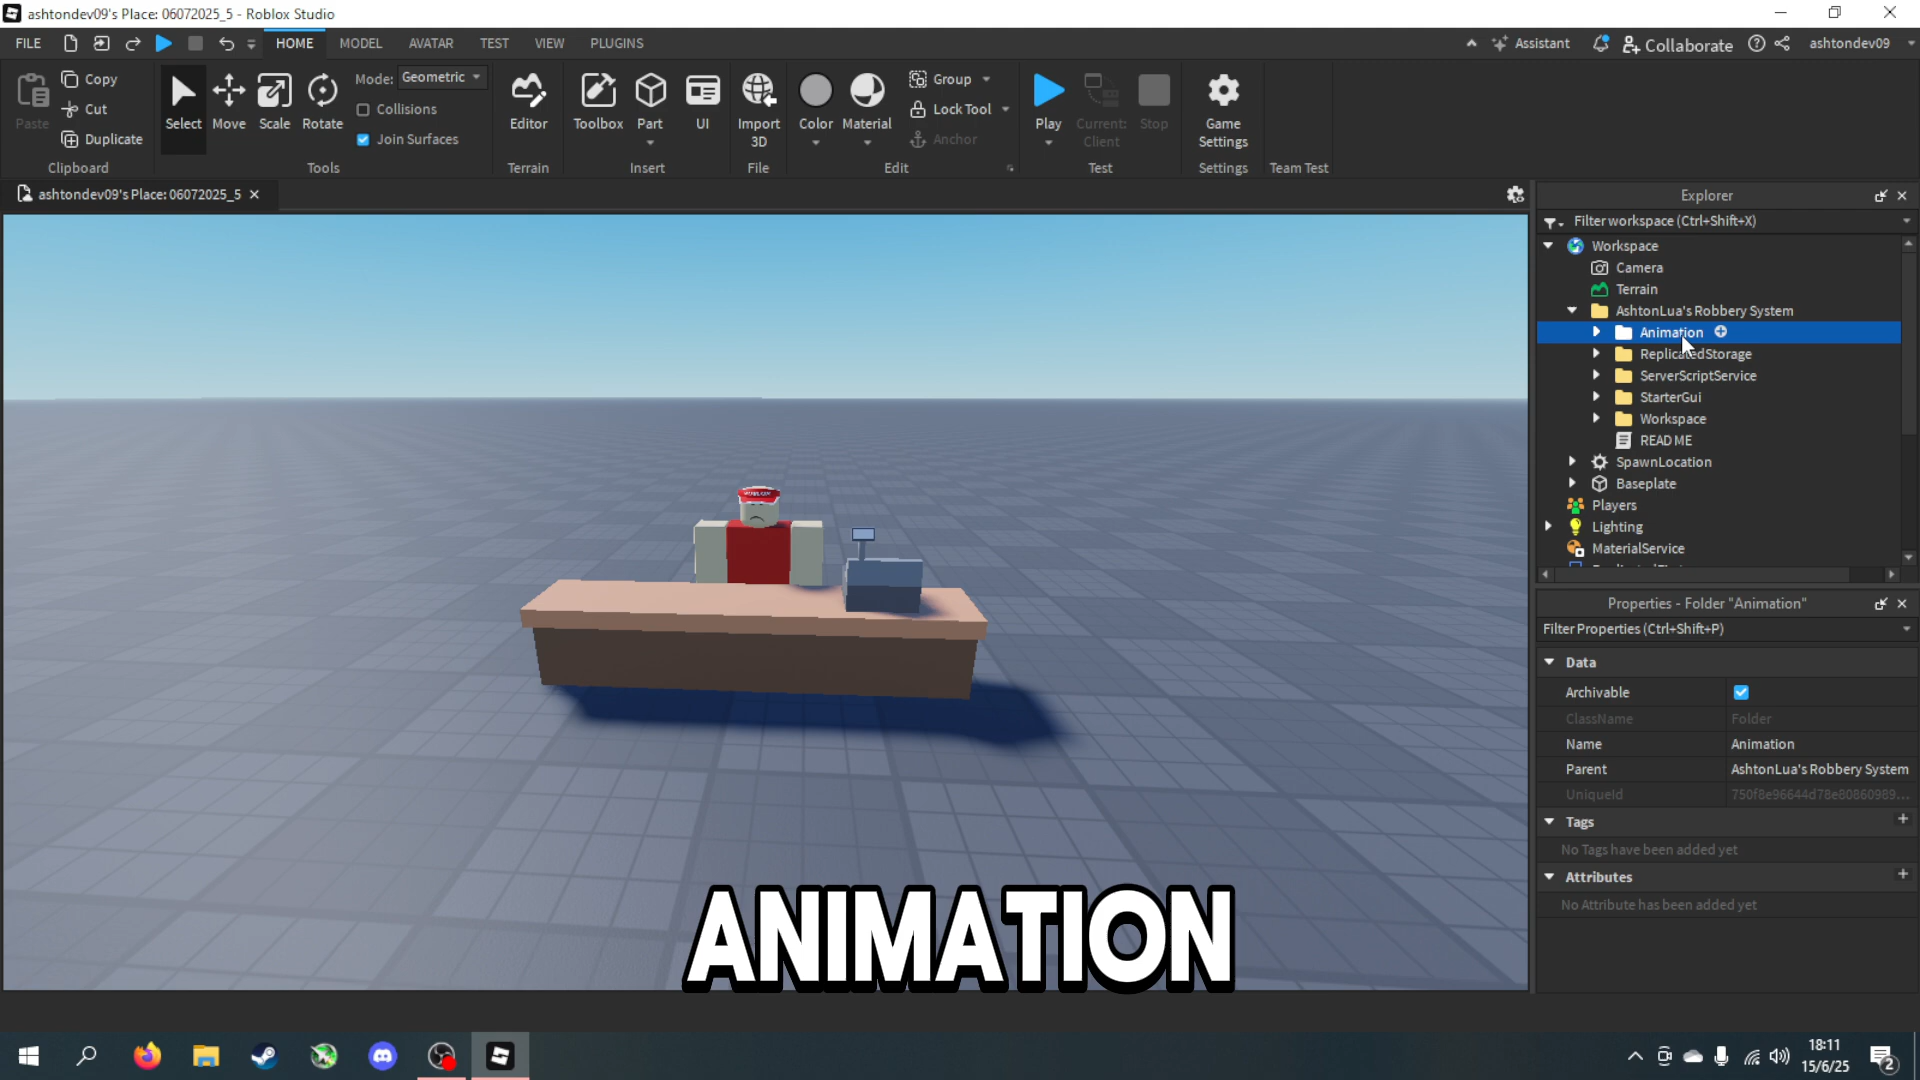 ashtondev09's Place: 06072025_5 - Roblox Studio
FILE
HOME
MODEL
AVATAR
TEST
VIEW
PLUGINS
Assistant
Collaborate
ashtondev09
Paste
Copy
Cut
Duplicate
Clipboard
Select
Move
Scale
Rotate
Mode: Geometric
Collisions
Join Surfaces
Tools
Editor
Terrain
Toolbox
Part
UI
Insert
Import 3D
File
Color
Material
Group
Lock Tool
Anchor
Edit
Play
Current: Client
Stop
Test
Game Settings
Settings
Team Test
ashtondev09's Place: 06072025_5
Explorer
Filter workspace (Ctrl+Shift+X)
Workspace
Camera
Terrain
AshtonLua's Robbery System
Animation
ReplicatedStorage
ServerScriptService
StarterGui
Workspace
README
SpawnLocation
Baseplate
Players
Lighting
MaterialService
Properties - Folder "Animation"
Filter Properties (Ctrl+Shift+P)
Data
Archivable
ClassName Folder
Name Animation
Parent AshtonLua's Robbery System
UniqueId 750f8e96644d78e80860989...
Tags
No Tags have been added yet
Attributes
No Attribute has been added yet
ANIMATION
18:11
15/6/25
2